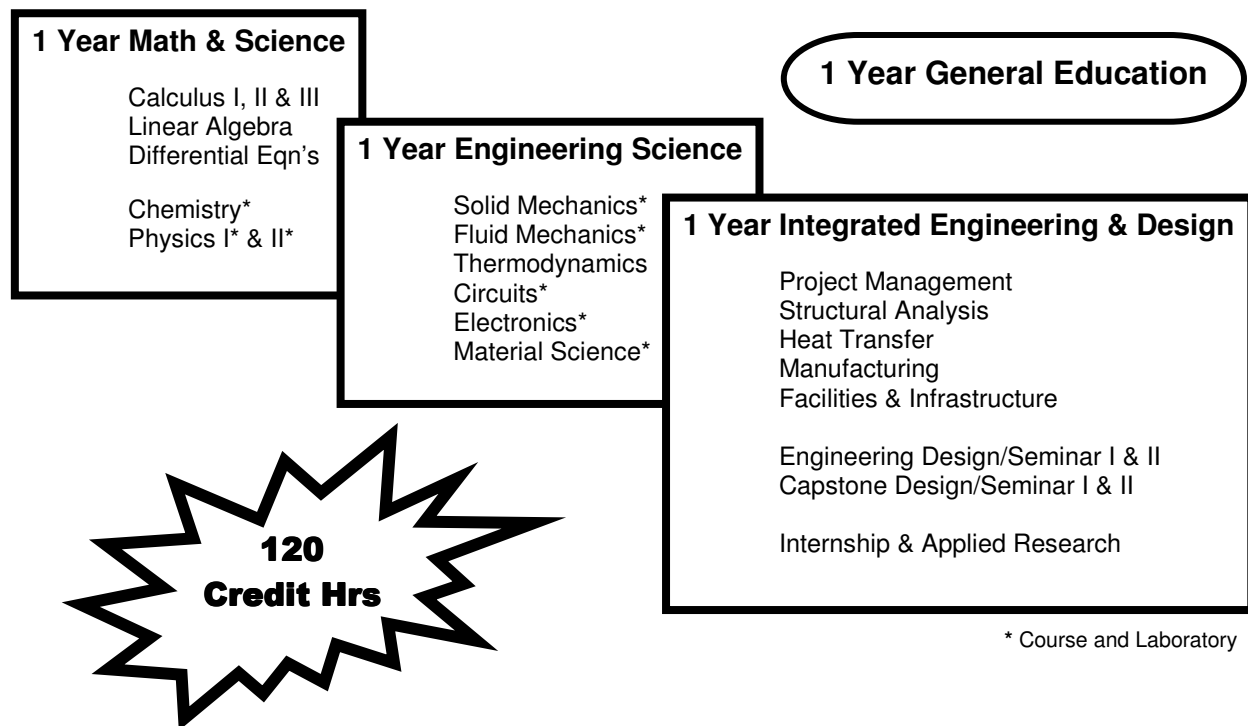 1 Year Math & Science
Calculus I, II & III
Linear Algebra
Differential Eqn's
Chemistry*
Physics I* & II*
1 Year General Education
1 Year Engineering Science
Solid Mechanics*
Fluid Mechanics*
Thermodynamics
Circuits*
Electronics*
Material Science*
1 Year Integrated Engineering & Design
Project Management
Structural Analysis
Heat Transfer
Manufacturing
Facilities & Infrastructure
Engineering Design/Seminar I & II
Capstone Design/Seminar I & II
Internship & Applied Research
120
Credit Hrs
* Course and Laboratory